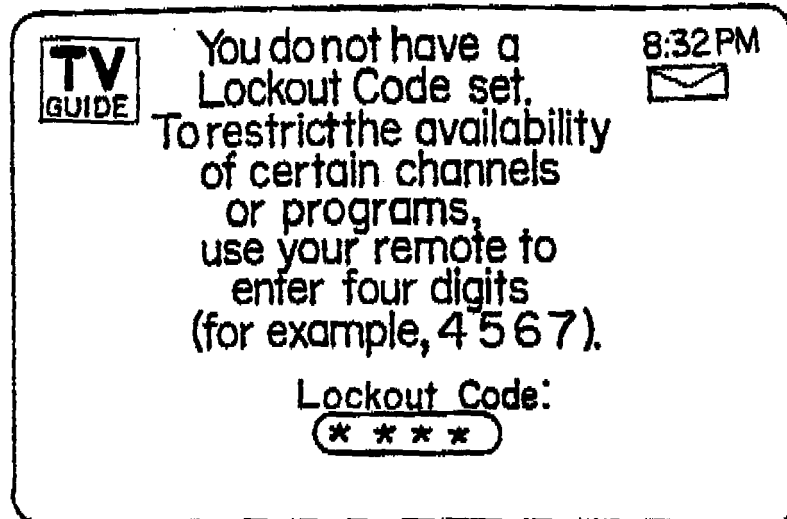 TV
GUIDE
You do not have a
Lockout Code set.
To restrict the availability
of certain channels
or programs,
use your remote to
enter four digits
(for example, 4567).
8:32 PM
Lockout Code:
* * * *